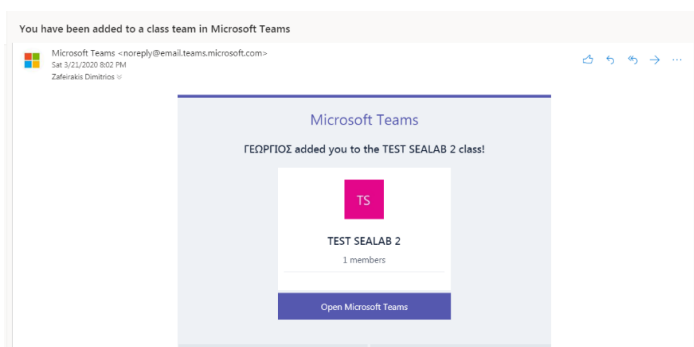 You have been added to a class team in Microsoft Teams
Microsoft Teams <noreply@email.teams.microsoft.com>
Sat 3/21/2020 8:02 PM
Zafeirakis Dimitrios
Microsoft Teams
ΓΕΩΡΓΙΟΣ added you to the TEST SEALAB 2 class!
TS
TEST SEALAB 2
1 members
Open Microsoft Teams